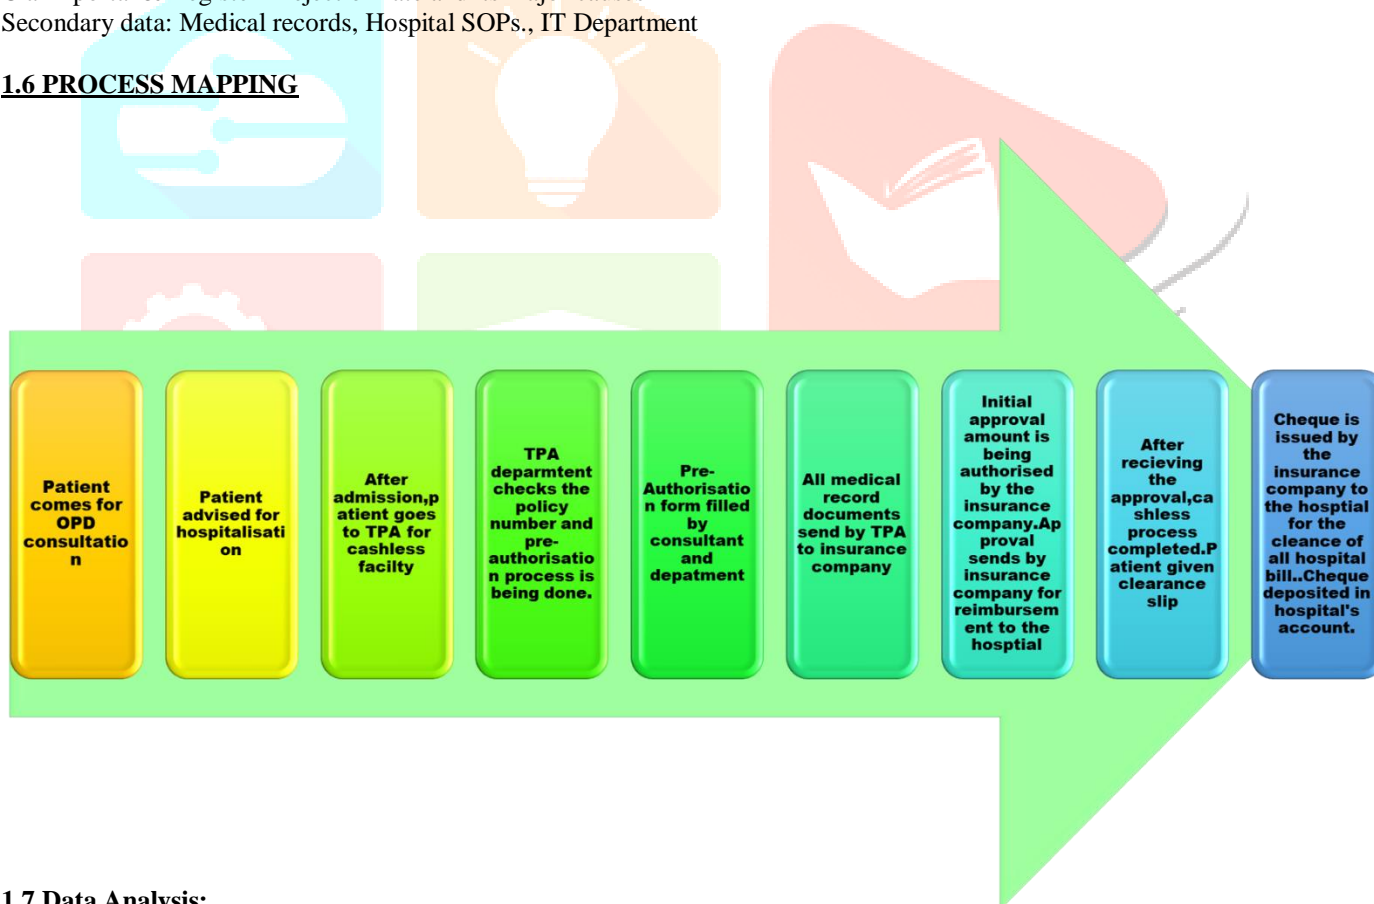 Secondary data: Medical records, Hospital SOPs., IT Department
1.6 PROCESS MAPPING
Patient
comes for
OPD
consultatio
n
Patient
advised for
hospitalisati
on
After
admission,p
atient goes
to TPA for
cashless
facilty
TPA
deparmtent
checks the
policy
number and
pre-
authorisatio
n process is
being done.
Pre-
Authorisatio
n form filled
by
consultant
and
depatment
All medical
record
documents
send by TPA
to insurance
company
Initial
approval
amount is
being
authorised
by the
insurance
company.Ap
proval
sends by
insurance
company for
reimbursem
ent to the
hosptial
After
recieving
the
approval,ca
shless
process
completed.P
atient given
clearance
slip
Cheque is
issued by
the
insurance
company to
the hosptial
for the
cleance of
all hospital
bill..Cheque
deposited in
hospital's
account.
1.7 Data Analysis: